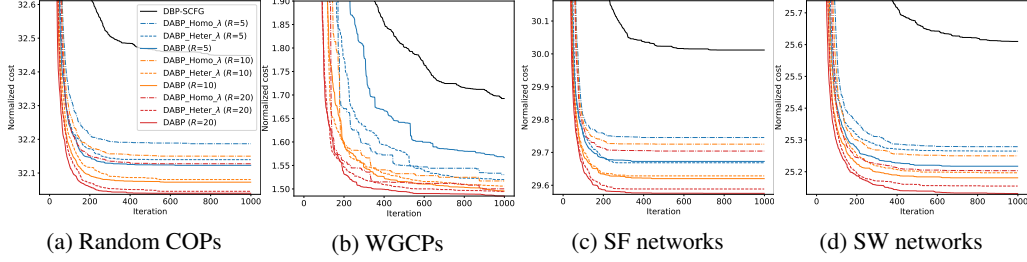 Normalized cost
32.6
32.5
32.4
32.3
32.2
32.1
0 200 400 600 800 1000
Iteration
DBP-SCFG
DABP_Homo_λ (R=5)
DABP_Heter_λ (R=5)
DABP (R=5)
DABP_Homo_λ (R=10)
DABP_Heter_λ (R=10)
DABP (R=10)
DABP_Homo_λ (R=20)
DABP_Heter_λ (R=20)
DABP (R=20)
(a) Random COPs
Normalized cost
1.90
1.85
1.80
1.75
1.70
1.65
1.60
1.55
1.50
0 200 400 600 800 1000
Iteration
(b) WGCPs
Normalized cost
30.1
30.0
29.9
29.8
29.7
29.6
0 200 400 600 800 1000
Iteration
(c) SF networks
Normalized cost
25.7
25.6
25.5
25.4
25.3
25.2
0 200 400 600 800 1000
Iteration
(d) SW networks